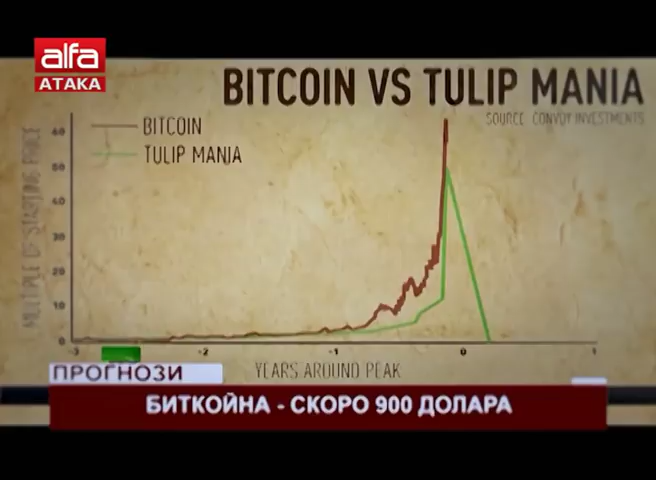 alfa
АТАКА
BITCOIN VS TULIP MANIA
SOURCE: CONVOY INVESTMENTS
BITCOIN
TULIP MANIA
MULTIPLE OF STARTING PRICE
60
50
40
30
20
10
0
-3 -2 -1 0 1
YEARS AROUND PEAK
ПРОГНОЗИ
БИТКОЙНА - СКОРО 900 ДОЛАРА